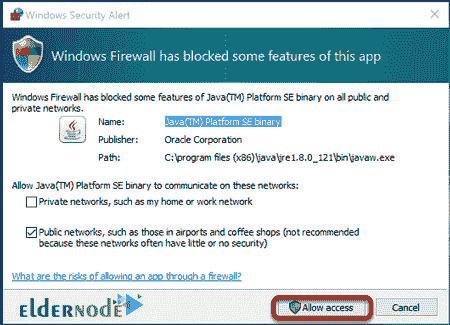 Windows Security Alert
Windows Firewall has blocked some features of this app
Windows Firewall has blocked some features of Java(TM) Platform SE binary on all public and
private networks.
Name: Java(TM) Platform SE binary
Publisher: Oracle Corporation
Path: C:\program files (x86)\java\jre1.8.0_121\bin\javaw.exe
Java
Allow Java(TM) Platform SE binary to communicate on these networks:
Private networks, such as my home or work network
Public networks, such as those in airports and coffee shops (not recommended
because these networks often have little or no security)
What are the risks of allowing an app through a firewall?
eldernode
Allow access Cancel